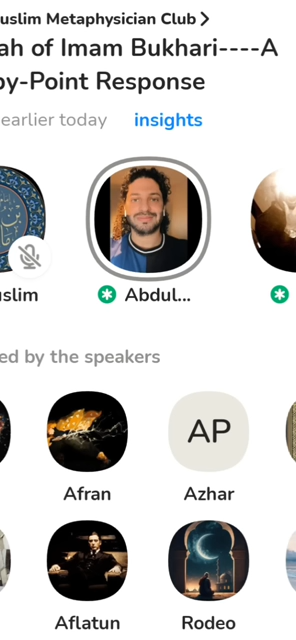 uslim Metaphysician Club >
ah of Imam Bukhari----A
by-Point Response
earlier today insights
uslim Abdul...
ed by the speakers
AP
Afran Azhar
Aflatun Rodeo